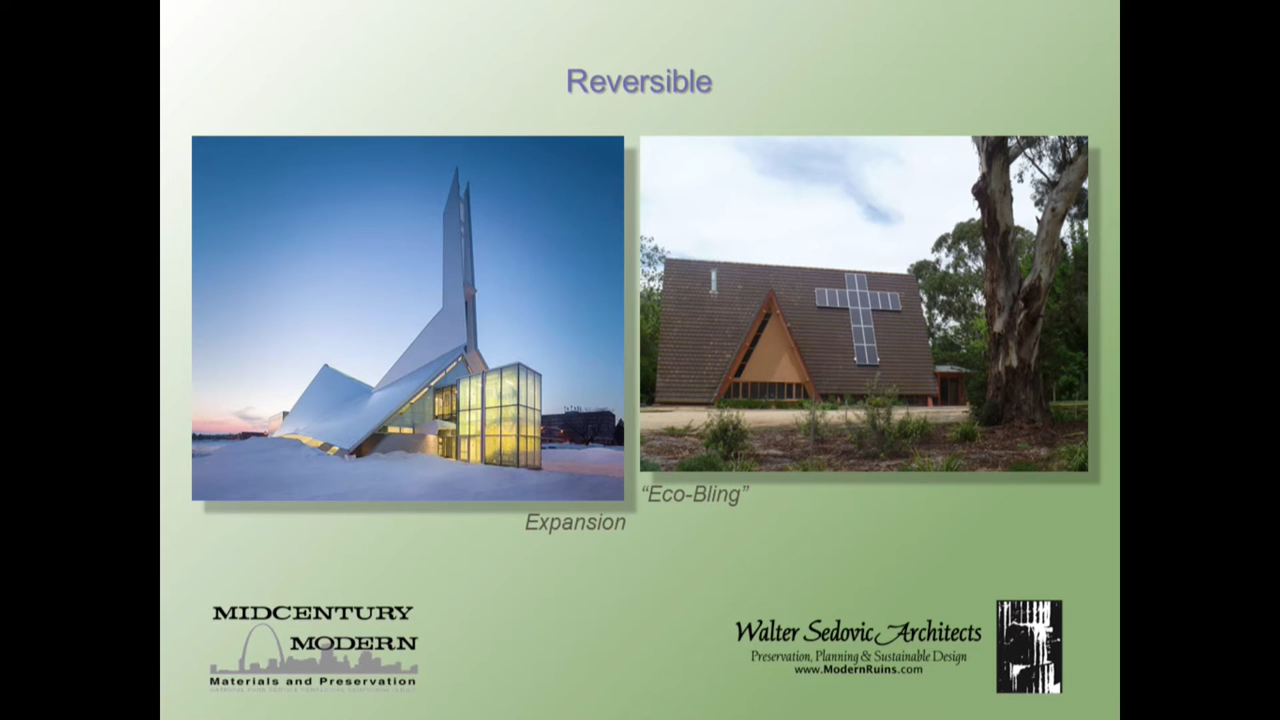 Reversible
“Eco-Bling”
Expansion
MIDCENTURY
MODERN
Materials and Preservation
Walter Sedovic Architects
Preservation, Planning & Sustainable Design
www.ModernRuins.com